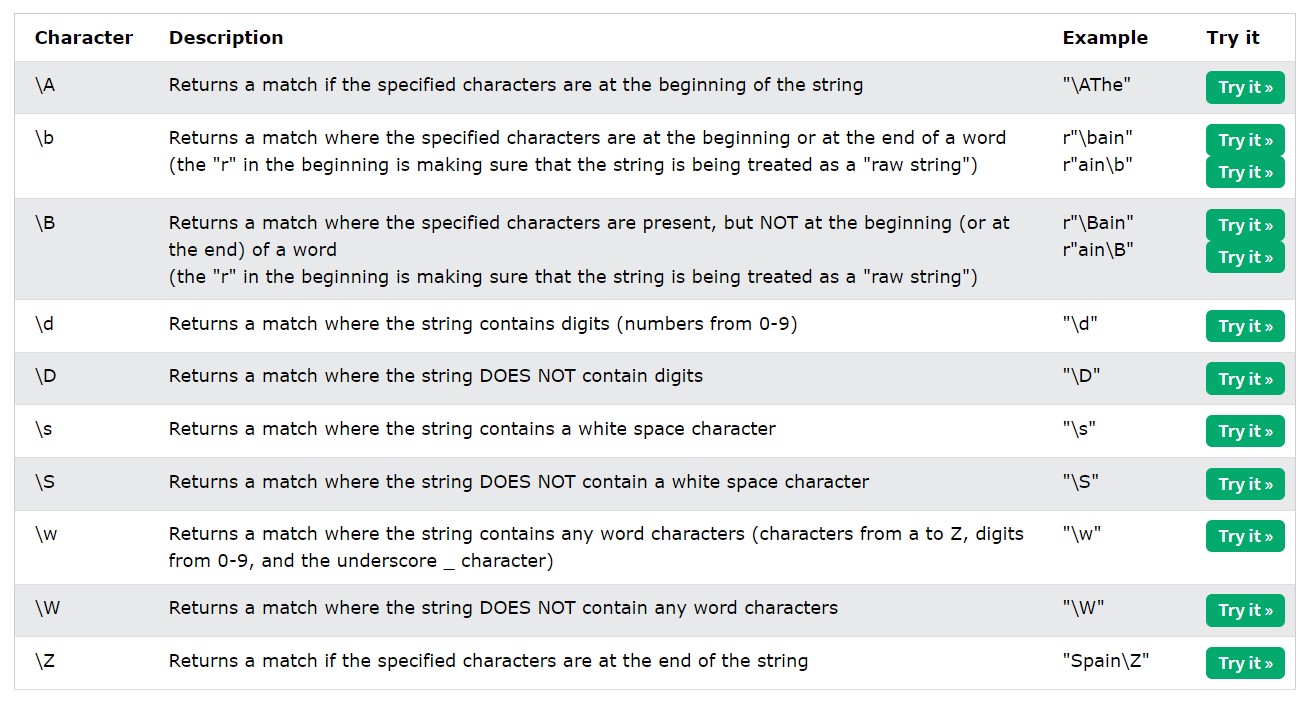 Character Description Example Try it
\A Returns a match if the specified characters are at the beginning of the string "\AThe" Try it »
\b Returns a match where the specified characters are at the beginning or at the end of a word r"\bain" Try it »
(the "r" in the beginning is making sure that the string is being treated as a "raw string") r"ain\b" Try it »
\B Returns a match where the specified characters are present, but NOT at the beginning (or at r"\Bain" Try it »
the end) of a word r"ain\B" Try it »
(the "r" in the beginning is making sure that the string is being treated as a "raw string")
\d Returns a match where the string contains digits (numbers from 0-9) "\d" Try it »
\D Returns a match where the string DOES NOT contain digits "\D" Try it »
\s Returns a match where the string contains a white space character "\s" Try it »
\S Returns a match where the string DOES NOT contain a white space character "\S" Try it »
\w Returns a match where the string contains any word characters (characters from a to Z, digits "\w" Try it »
from 0-9, and the underscore _ character)
\W Returns a match where the string DOES NOT contain any word characters "\W" Try it »
\Z Returns a match if the specified characters are at the end of the string "Spain\Z" Try it »